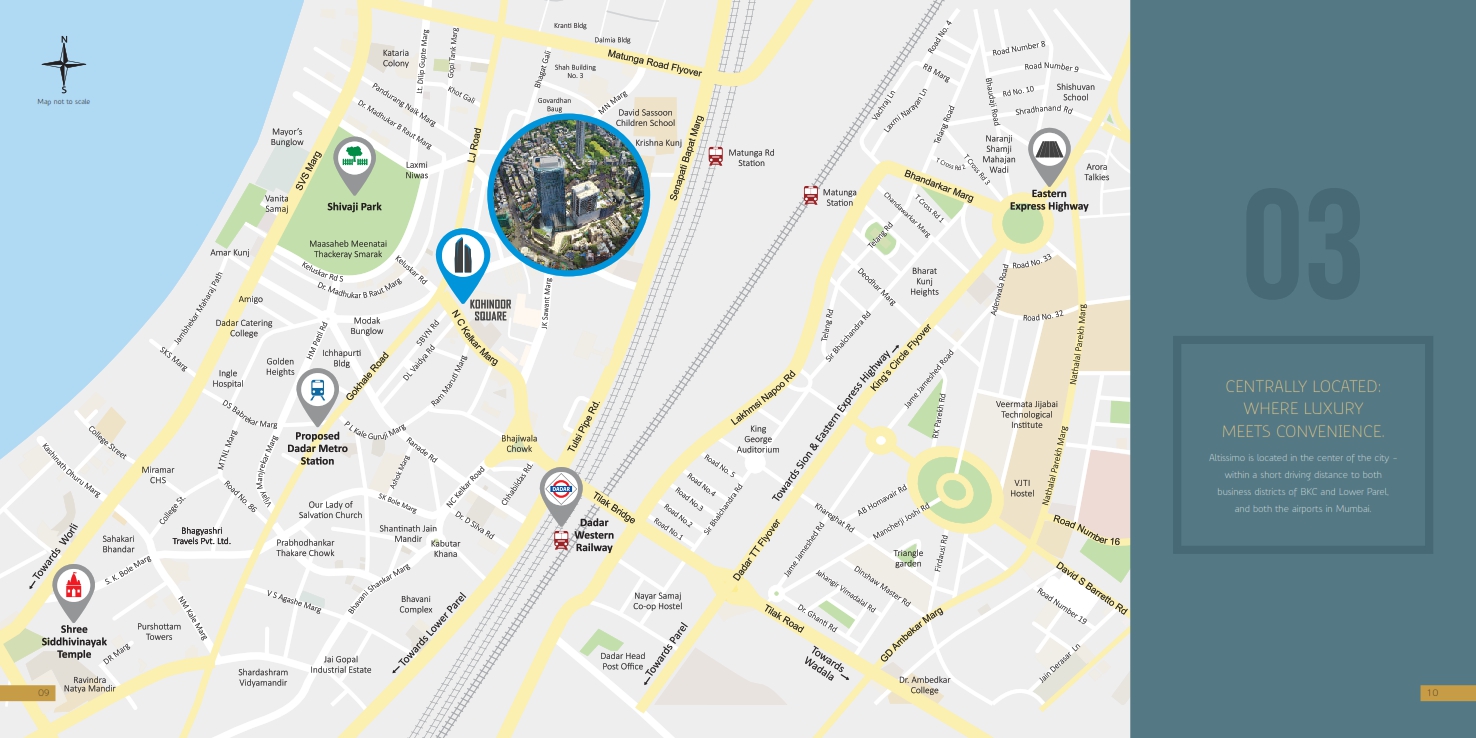 N
S
Map not to scale
Kranti Bldg
Dalmia Bldg
Matunga Road Flyover
Kataria
Colony
Lt. Dilip Gupte Marg
Gopi Tank Marg
Khot Gali
Bhagat Gali
Shah Building
No. 3
Govardhan
Baug
MN Marg
David Sassoon
Children School
Krishna Kunj
Pandurang Naik Marg
Dr. Madhukar B Raut Marg
LJ Road
Mayor's
Bunglow
SVS Marg
Laxmi
Niwas
Vanita
Samaj
Shivaji Park
Maasaheb Meenatai
Thackeray Smarak
Senapati Bapat Marg
Matunga Rd
Station
Matunga
Station
Road No. 4
Road Number 8
Road Number 9
RB Marg
Rd No. 10
Shishuvan
School
Vachraj Ln
Laxmi Narayan Ln
Bhaudaji Road
Shradhanand Rd
Telang Road
Naranji
Shamji
Mahajan
Wadi
T Cross Rd 2
T Cross Rd 3
Arora
Talkies
Bhandarkar Marg
Eastern
Express Highway
T Cross Rd 1
Chandawarkar Marg
Telang Rd
Amar Kunj
Keluskar Rd S
Keluskar Rd
Dr. Madhukar B Raut Marg
Jambhekar Maharaj Path
Amigo
Dadar Catering
College
Modak
Bunglow
KOHINOOR
SQUARE
JK Sawant Marg
N C Kelkar Marg
SBVN Rd
DL Vaidya Rd
Ram Maruti Marg
HM Patil Rd
Ichhapurti
Bldg
Golden
Heights
Gokhale Road
SKS Marg
Ingle
Hospital
DS Babrekar Marg
Proposed
Dadar Metro
Station
P L Kale Guruji Marg
Ranade Rd
Bhajiwala
Chowk
Tulsi Pipe Rd.
Deodhar Marg
Bharat
Kunj
Heights
Road No. 33
Adenwala Road
Road No. 32
Telang Rd
Sir Bhalchandra Rd
King's Circle Flyover
Towards Sion & Eastern Express Highway
Jame Jameshed Road
Lakhmsi Napoo Rd
King
George
Auditorium
RK Parekh Rd
Veermata Jijabai
Technological
Institute
Nathalal Parekh Marg
Nathalal Parekh Marg
VJTI
Hostel
College Street
Kashinath Dhuru Marg
MTNL Marg
Manjrekar Marg
Vijay
Road No. 86
Miramar
CHS
College St.
Ashok Marg
SK Bole Marg
NC Kelkar Road
Chhabildas Rd.
DADAR
Tilak Bridge
Dadar
Western
Railway
Road No. 5
Road No.4
Road No.3
Road No.2
Road No.1
Sir Bhalchandra Rd
Our Lady of
Salvation Church
Dr. D Silva Rd
Shantinath Jain
Mandir
Kabutar
Khana
Bhagyashri
Travels Pvt. Ltd.
Prabhodhankar
Thakare Chowk
Towards Worli
Sahakari
Bhandar
S. K. Bole Marg
Shree
Siddhivinayak
Temple
V S Agashe Marg
Bhavani Shankar Marg
Bhavani
Complex
Towards Lower Parel
NM Kale Marg
Purshottam
Towers
DR Marg
Ravindra
Natya Mandir
Shardashram
Vidyamandir
Jai Gopal
Industrial Estate
Nayar Samaj
Co-op Hostel
Dadar Head
Post Office
Towards Parel
Dadar TT Flyover
Khareghat Rd
AB Homavair Rd
Mancherji Joshi Rd
Jame Jameshed Rd
Triangle
garden
Firdausi Rd
Dinshaw Master Rd
Jahangir Vimadalal Rd
Dr. Ghanti Rd
Tilak Road
Towards
Wadala
GD Ambekar Marg
Dr. Ambedkar
College
Road Number 16
David S Barretto Rd
Road Number 19
Jain Derasar Ln
09
03
CENTRALLY LOCATED:
WHERE LUXURY
MEETS CONVENIENCE.
Altissimo is located in the center of the city -
within a short driving distance to both
business districts of BKC and Lower Parel,
and both the airports in Mumbai.
10